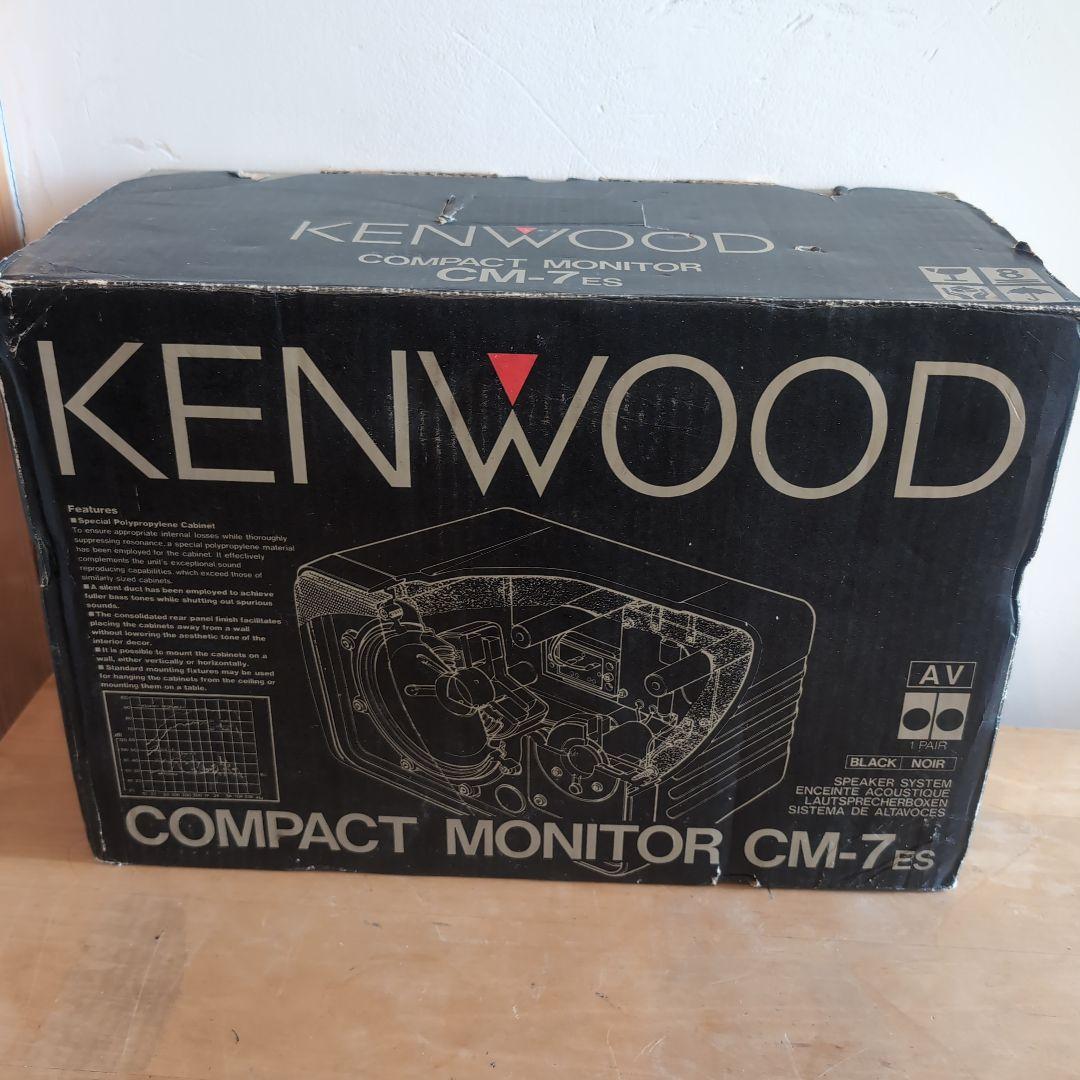 KENWOOD
COMPACT MONITOR
CM-7ES
8
KENWOOD
Features
■Special Polypropylene Cabinet
To ensure appropriate internal losses while thoroughly
suppressing resonance, a special polypropylene material
has been employed for the cabinet. It effectively
complements the unit's exceptional sound
reproducing capabilities which exceed those of
similarly sized cabinets.
■A silent duct has been employed to achieve
fuller bass tones while shutting out spurious
sounds.
■The consolidated rear panel finish facilitates
placing the cabinets away from a wall
without lowering the aesthetic tone of the
interior decor.
■It is possible to mount the cabinets on a
wall, either vertically or horizontally.
■Standard mounting fixtures may be used
for hanging the cabinets from the ceiling or
mounting them on a table.
AV
1 PAIR
BLACK NOIR
SPEAKER SYSTEM
ENCEINTE ACOUSTIQUE
LAUTSPRECHERBOXEN
SISTEMA DE ALTAVOCES
COMPACT MONITOR CM-7ES